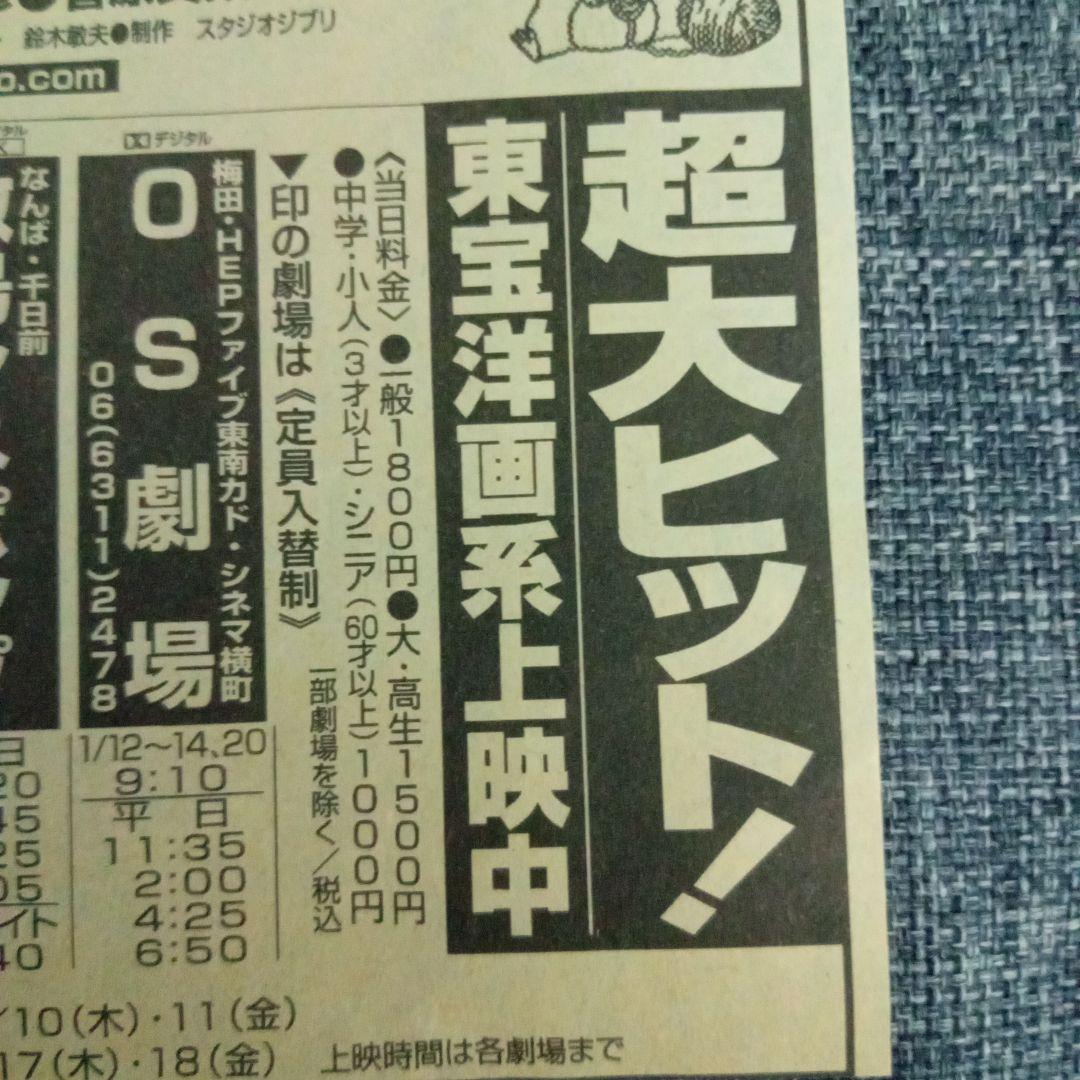 鈴木敏夫●制作 スタジオジブリ
o.com
超大ヒット!
東宝洋画系上映中
〈当日料金〉●一般1800円●大・高生1500円
●中学・小人(3才以上)・シニア(60才以上)1000円
一部劇場を除く/税込
▼印の劇場は《定員入替制》
デジタル
梅田・HEPファイブ東南カド・シネマ横町
OS劇場
06(6311)2478
1/12〜14、20
9:10
平日
11:35
2:00
4:25
6:50
なんば・千日前
日
20
45
25
05
イト
40
/10(木)・11(金)
17(木)・18(金)
上映時間は各劇場まで